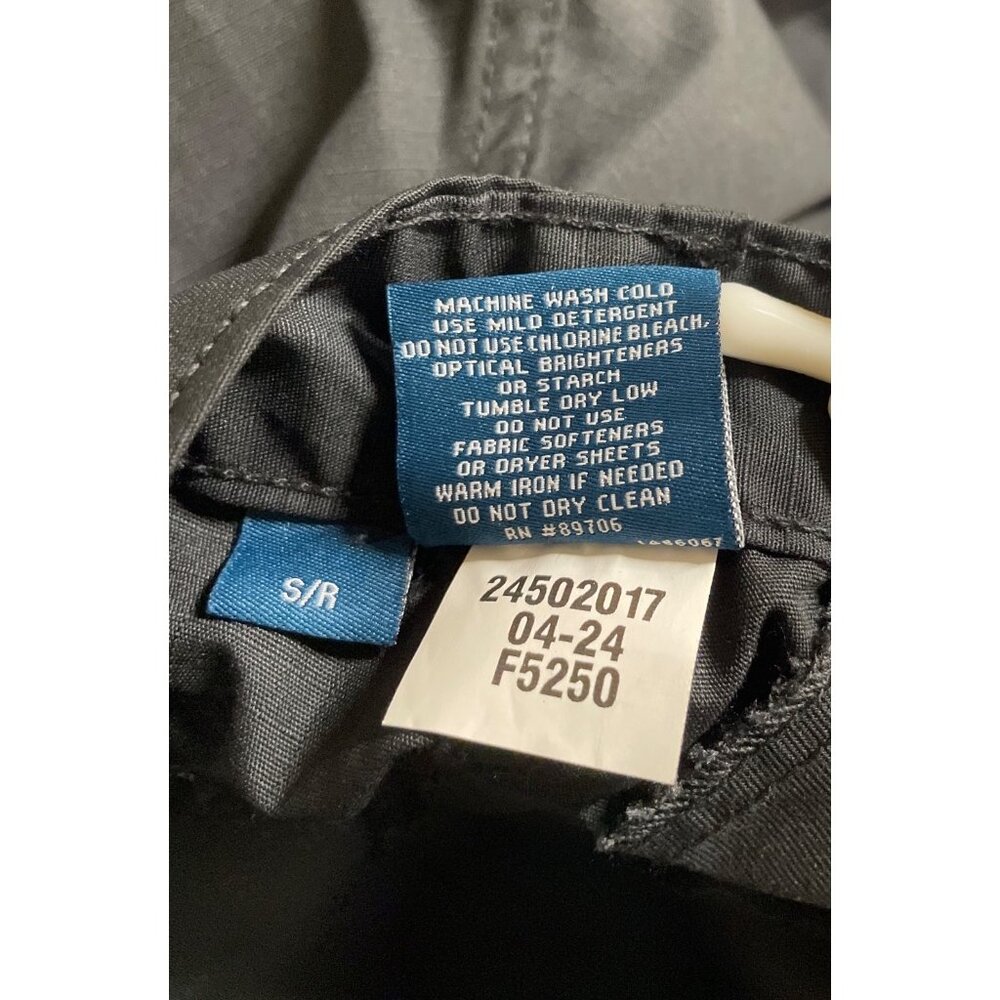 MACHINE WASH COLD
USE MILD DETERGENT
DO NOT USE CHLORINE BLEACH,
OPTICAL BRIGHTENERS
OR STARCH
TUMBLE DRY LOW
DO NOT USE
FABRIC SOFTENERS
OR DRYER SHEETS
WARM IRON IF NEEDED
DO NOT DRY CLEAN
RN #89706
S/R
24502017
04-24
F5250